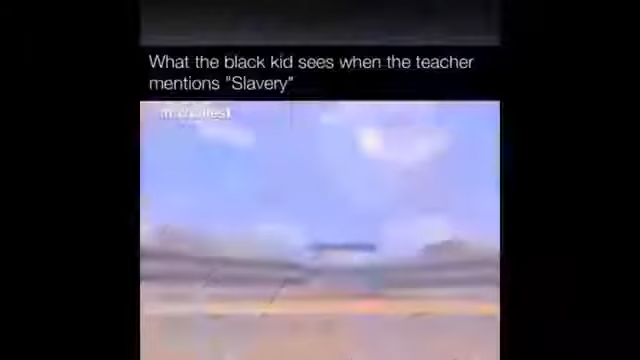 What the black kid sees when the teacher
mentions "Slavery"